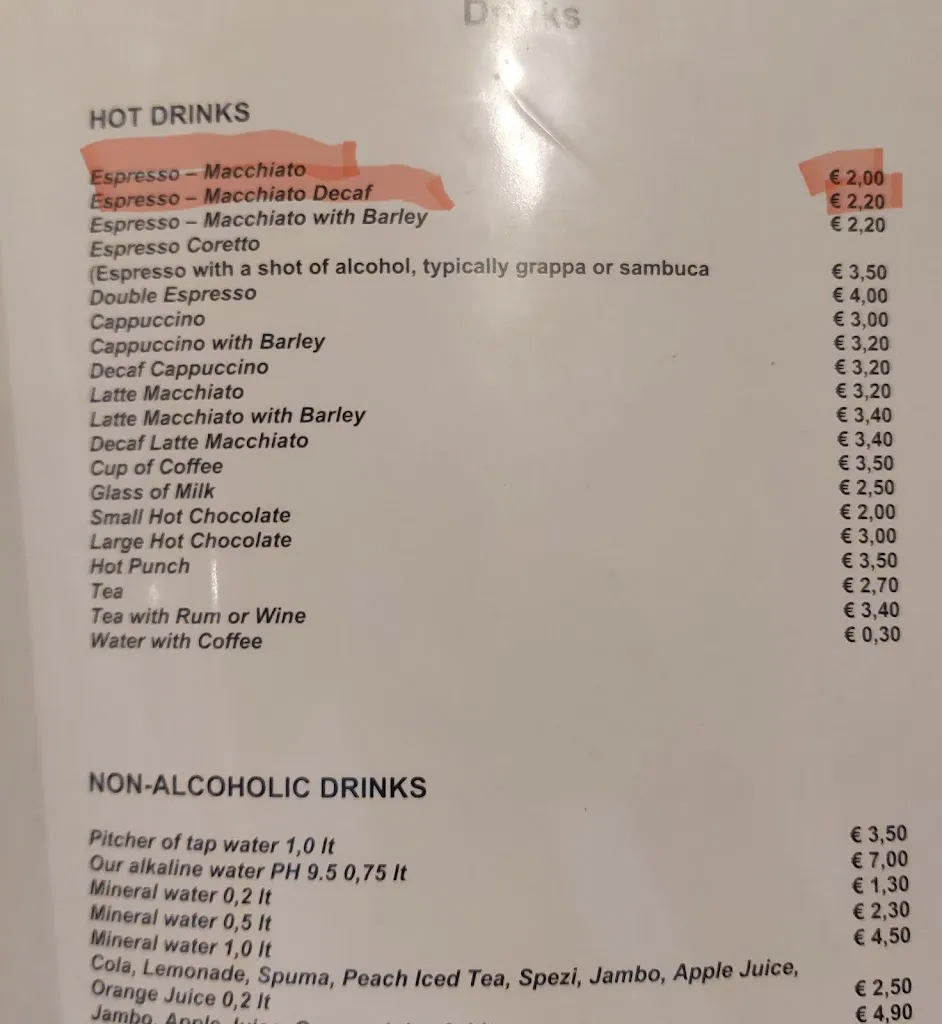 Drinks
HOT DRINKS
Espresso – Macchiato € 2,00
Espresso – Macchiato Decaf € 2,20
Espresso – Macchiato with Barley € 2,20
Espresso Coretto
(Espresso with a shot of alcohol, typically grappa or sambuca € 3,50
Double Espresso € 4,00
Cappuccino € 3,00
Cappuccino with Barley € 3,20
Decaf Cappuccino € 3,20
Latte Macchiato € 3,20
Latte Macchiato with Barley € 3,40
Decaf Latte Macchiato € 3,40
Cup of Coffee € 3,50
Glass of Milk € 2,50
Small Hot Chocolate € 2,00
Large Hot Chocolate € 3,00
Hot Punch € 3,50
Tea € 2,70
Tea with Rum or Wine € 3,40
Water with Coffee € 0,30
NON-ALCOHOLIC DRINKS
Pitcher of tap water 1,0 lt € 3,50
Our alkaline water PH 9.5 0,75 lt € 7,00
Mineral water 0,2 lt € 1,30
Mineral water 0,5 lt € 2,30
Mineral water 1,0 lt € 4,50
Cola, Lemonade, Spuma, Peach Iced Tea, Spezi, Jambo, Apple Juice,
Orange Juice 0,2 lt € 2,50
Jambo, Apple Juice, € 4,90